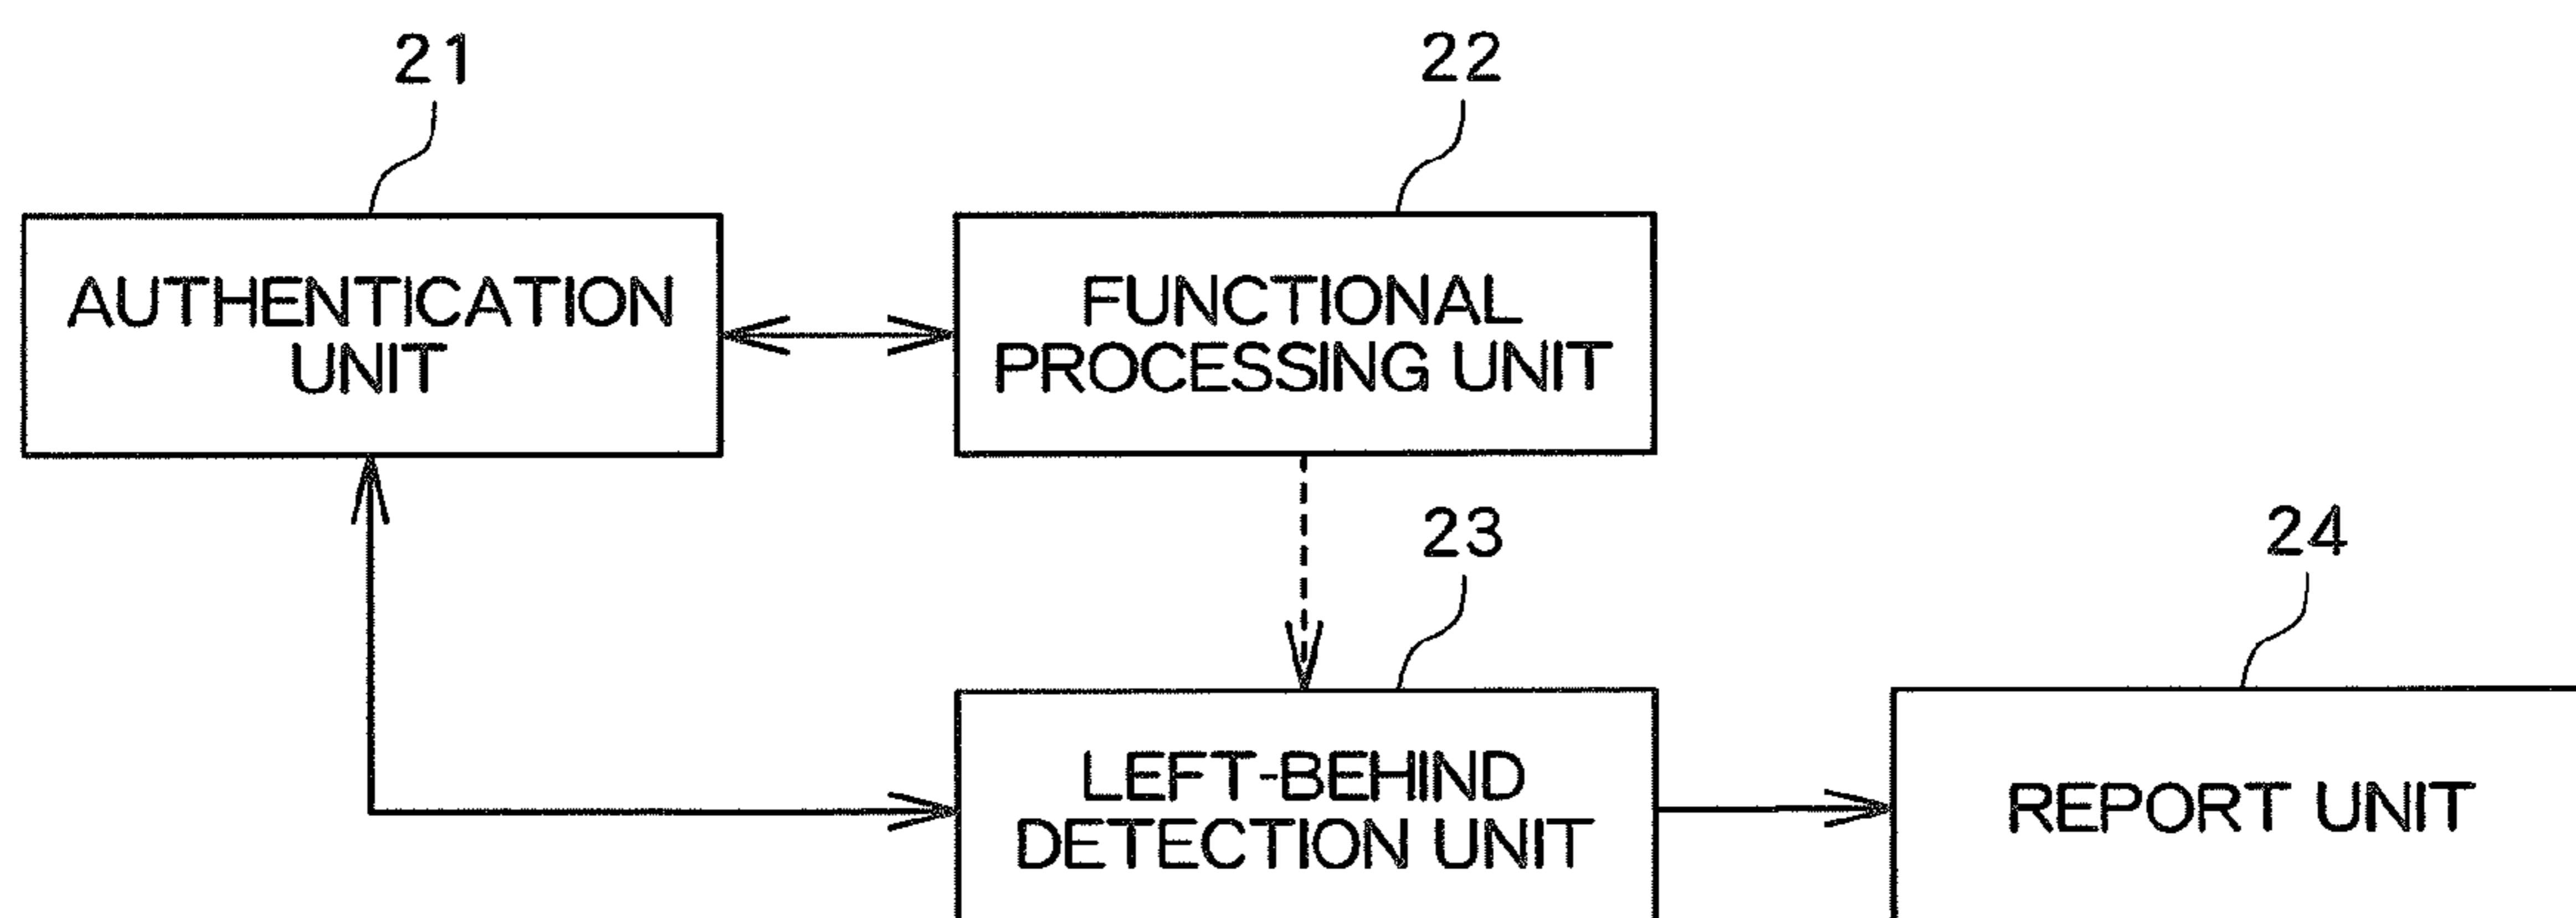 21
22
AUTHENTICATION
UNIT
FUNCTIONAL
PROCESSING UNIT
23
24
LEFT-BEHIND
DETECTION UNIT
REPORT UNIT